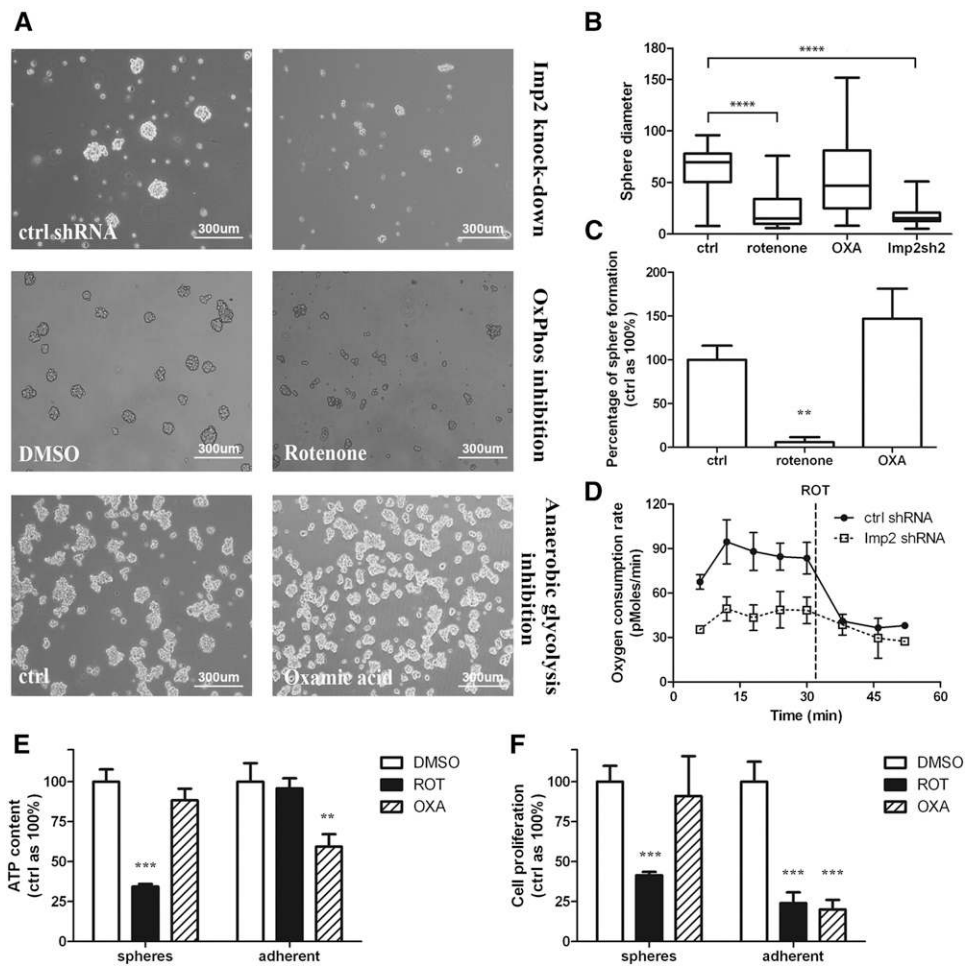 A
ctrl shRNA
300um
300um
Imp2 knock-down
DMSO
300um
Rotenone
300um
OxPhos inhibition
ctrl
300um
Oxamic acid
300um
Anaerobic glycolysis
inhibition
B
Sphere diameter
180
150
100
50
0
****
****
ctrl
rotenone
OXA
Imp2sh2
C
Percentage of sphere formation
(ctrl as 100%)
200
150
100
50
0
**
ctrl
rotenone
OXA
D
ROT
Oxygen consumption rate
(pMoles/min)
120
90
60
30
0
ctrl shRNA
Imp2 shRNA
0
15
30
45
60
Time (min)
E
ATP content
(ctrl as 100%)
100
75
50
25
0
***
**
DMSO
ROT
OXA
spheres
adherent
F
Cell proliferation
(ctrl as 100%)
100
75
50
25
0
***
***
***
DMSO
ROT
OXA
spheres
adherent